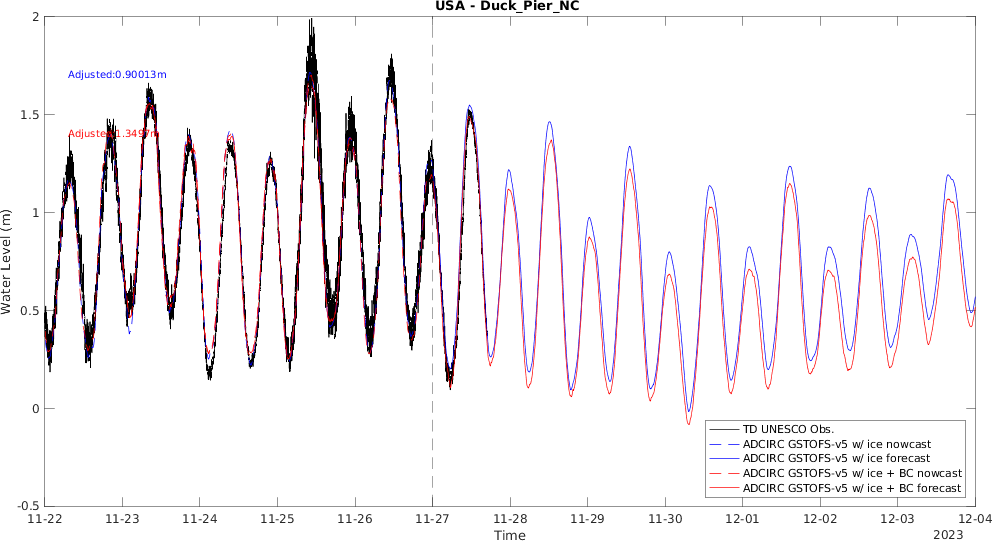 USA - Duck_Pier_NC
Water Level (m)
2
1.5
1
0.5
0
-0.5
Adjusted:0.90013m
Adjusted:1.3497m
TD UNESCO Obs.
ADCIRC GSTOFS-v5 w/ ice nowcast
ADCIRC GSTOFS-v5 w/ ice forecast
ADCIRC GSTOFS-v5 w/ ice + BC nowcast
ADCIRC GSTOFS-v5 w/ ice + BC forecast
11-22 11-23 11-24 11-25 11-26 11-27 11-28 11-29 11-30 12-01 12-02 12-03 12-04
Time
2023